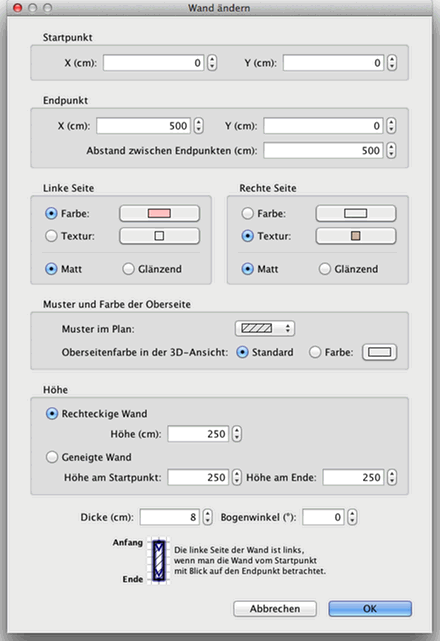 Wand ändern
Startpunkt
X (cm): 0 Y (cm): 0
Endpunkt
X (cm): 500 Y (cm): 0
Abstand zwischen Endpunkten (cm): 500
Linke Seite
Farbe:
Textur:
Matt Glänzend
Rechte Seite
Farbe:
Textur:
Matt Glänzend
Muster und Farbe der Oberseite
Muster im Plan:
Oberseitenfarbe in der 3D-Ansicht: Standard Farbe:
Höhe
Rechteckige Wand
Höhe (cm): 250
Geneigte Wand
Höhe am Startpunkt: 250 Höhe am Ende: 250
Dicke (cm): 8 Bogenwinkel (°): 0
Anfang
Ende
Die linke Seite der Wand ist links,
wenn man die Wand vom Startpunkt
mit Blick auf den Endpunkt betrachtet.
Abbrechen OK